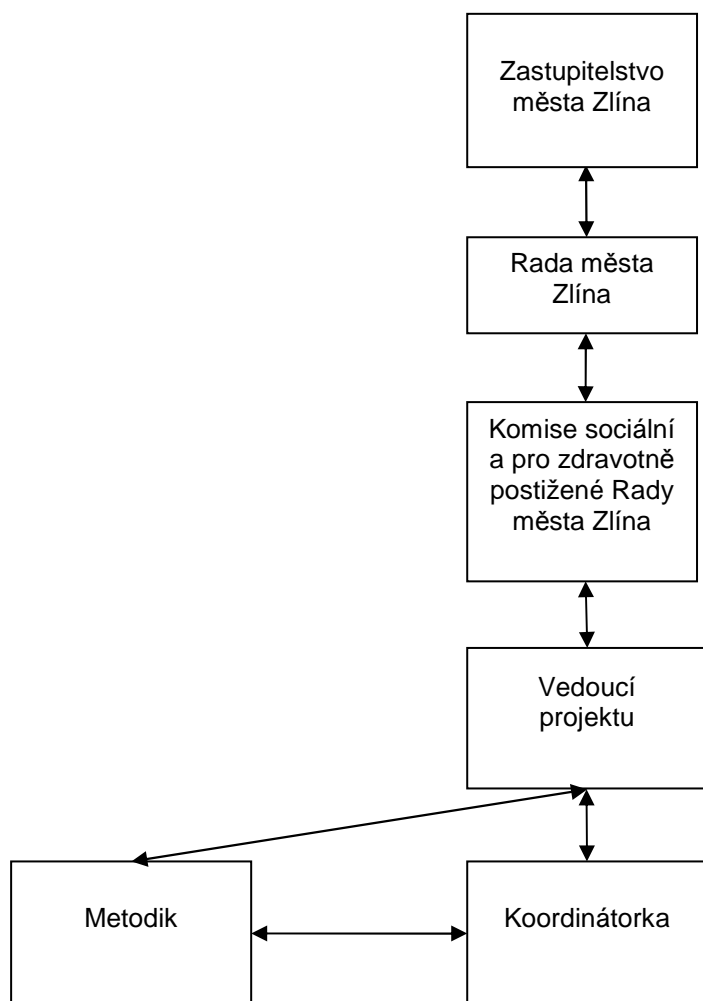 Zastupitelstvo
města Zlína
Rada města
Zlína
Komise sociální
a pro zdravotně
postižené Rady
města Zlína
Vedoucí
projektu
Metodik
Koordinátorka